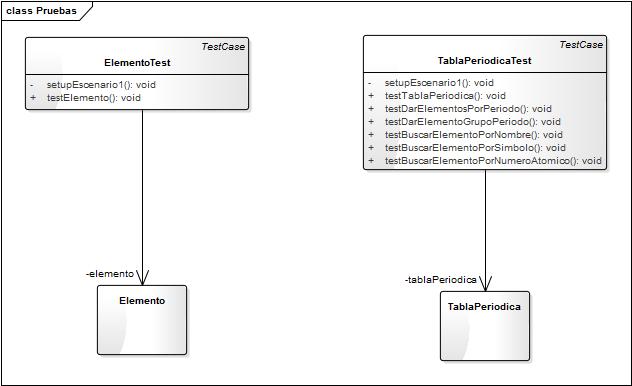 class Pruebas
TestCase
ElementoTest
- setupEscenario1(): void
+ testElemento(): void
-elemento
Elemento
TestCase
TablaPeriodicaTest
- setupEscenario1(): void
+ testTablaPeriodica(): void
+ testDarElementosPorPeriodo(): void
+ testDarElementoGrupoPeriodo(): void
+ testBuscarElementoPorNombre(): void
+ testBuscarElementoPorSimbolo(): void
+ testBuscarElementoPorNumeroAtomico(): void
-tablaPeriodica
TablaPeriodica